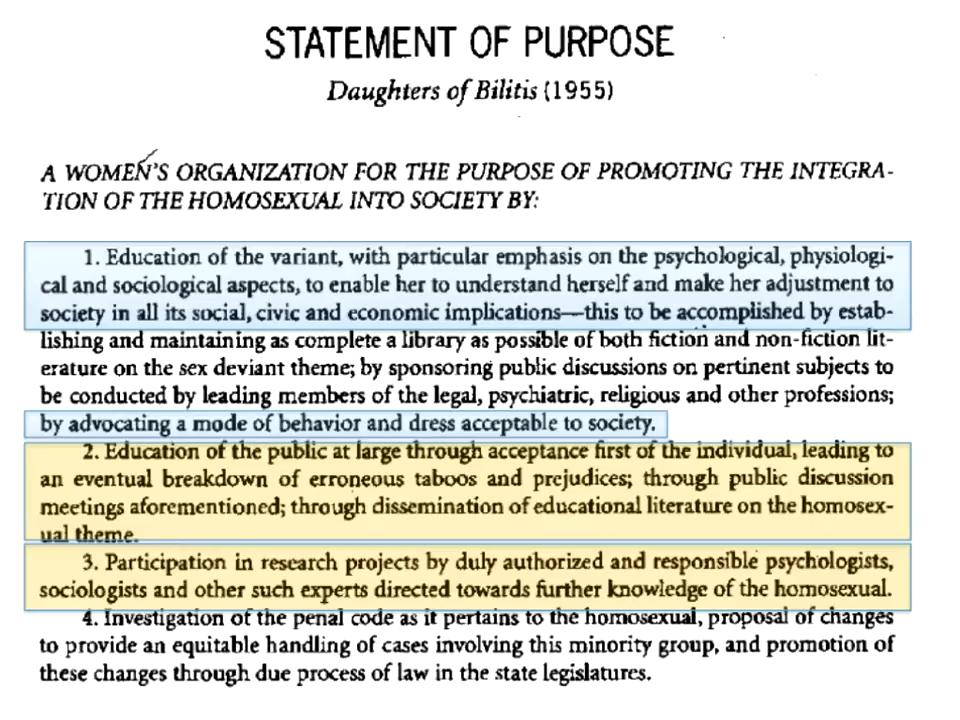 STATEMENT OF PURPOSE
Daughters of Bilitis (1955)
A WOMEN'S ORGANIZATION FOR THE PURPOSE OF PROMOTING THE INTEGRA-
TION OF THE HOMOSEXUAL INTO SOCIETY BY:
1. Education of the variant, with particular emphasis on the psychological, physiologi-
cal and sociological aspects, to enable her to understand herself and make her adjustment to
society in all its social, civic and economic implications—this to be accomplished by estab-
lishing and maintaining as complete a library as possible of both fiction and non-fiction lit-
erature on the sex deviant theme; by sponsoring public discussions on pertinent subjects to
be conducted by leading members of the legal, psychiatric, religious and other professions;
by advocating a mode of behavior and dress acceptable to society.
2. Education of the public at large through acceptance first of the individual, leading to
an eventual breakdown of erroneous taboos and prejudices; through public discussion
meetings aforementioned; through dissemination of educational literature on the homosex-
ual theme.
3. Participation in research projects by duly authorized and responsible psychologists,
sociologists and other such experts directed towards further knowledge of the homosexual.
4. Investigation of the penal code as it pertains to the homosexual, proposal of changes
to provide an equitable handling of cases involving this minority group, and promotion of
these changes through due process of law in the state legislatures.